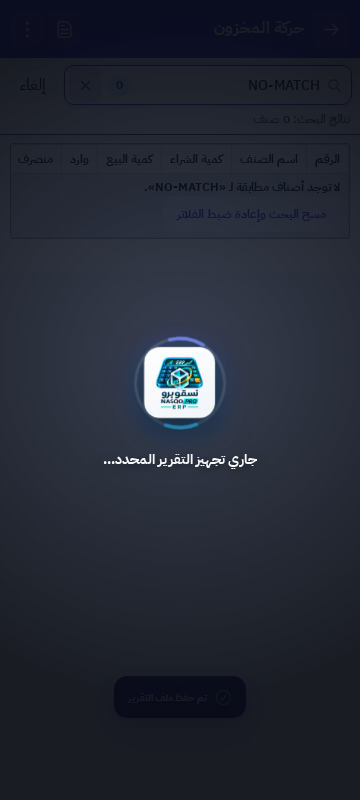 حركة المخزون
NO-MATCH
0
إلغاء
نتائج البحث: 0 صنف
الرقم
اسم الصنف
كمية الشراء
كمية البيع
وارد
منصرف
لا توجد أصناف مطابقة لـ «NO-MATCH».
مسح البحث وإعادة ضبط الفلاتر
نسقو برو
NASQO PRO
ERP
جاري تجهيز التقرير المحدد...
تم حفظ ملف التقرير